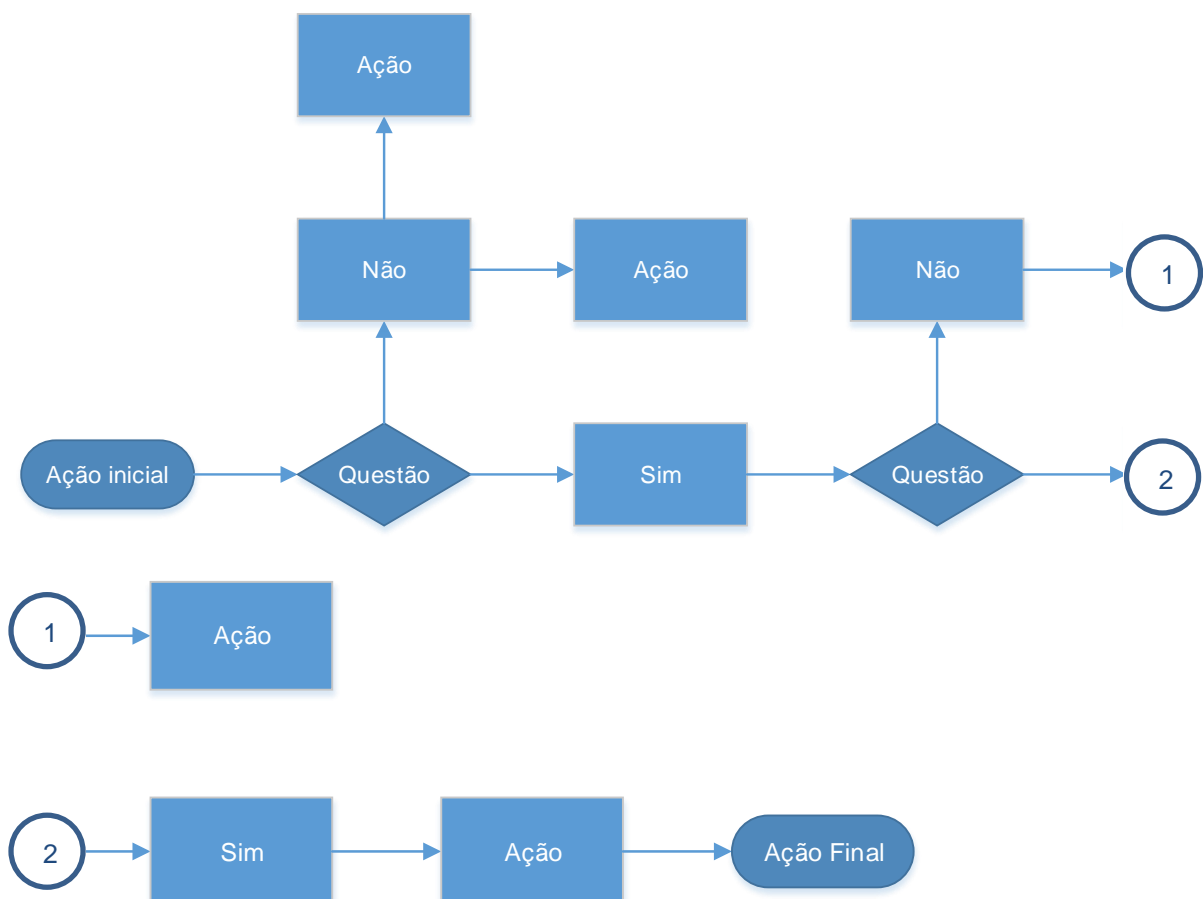 Ação
Não
Ação
Não
1
Ação inicial
Questão
Sim
Questão
2
1
Ação
2
Sim
Ação
Ação Final